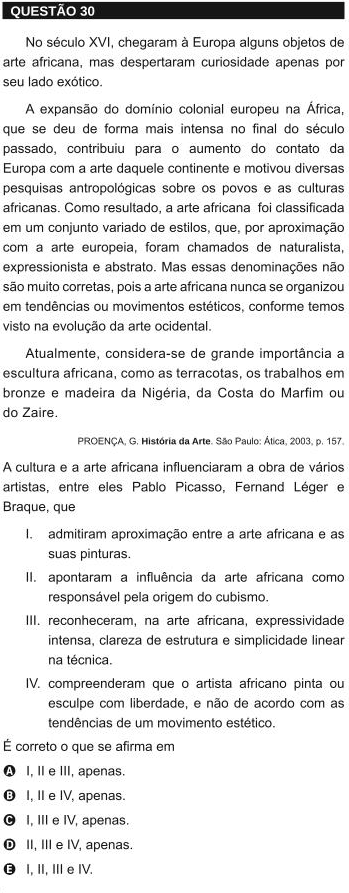 QUESTÃO 30
No século XVI, chegaram à Europa alguns objetos de
arte africana, mas despertaram curiosidade apenas por
seu lado exótico.
A expansão do domínio colonial europeu na África,
que se deu de forma mais intensa no final do século
passado, contribuiu para o aumento do contato da
Europa com a arte daquele continente e motivou diversas
pesquisas antropológicas sobre os povos e as culturas
africanas. Como resultado, a arte africana foi classificada
em um conjunto variado de estilos, que, por aproximação
com a arte europeia, foram chamados de naturalista,
expressionista e abstrato. Mas essas denominações não
são muito corretas, pois a arte africana nunca se organizou
em tendências ou movimentos estéticos, conforme temos
visto na evolução da arte ocidental.
Atualmente, considera-se de grande importância a
escultura africana, como as terracotas, os trabalhos em
bronze e madeira da Nigéria, da Costa do Marfim ou
do Zaire.
PROENÇA, G. História da Arte. São Paulo: Ática, 2003, p. 157.
A cultura e a arte africana influenciaram a obra de vários
artistas, entre eles Pablo Picasso, Fernand Léger e
Braque, que
I. admitiram aproximação entre a arte africana e as
suas pinturas.
II. apontaram a influência da arte africana como
responsável pela origem do cubismo.
III. reconheceram, na arte africana, expressividade
intensa, clareza de estrutura e simplicidade linear
na técnica.
IV. compreenderam que o artista africano pinta ou
esculpe com liberdade, e não de acordo com as
tendências de um movimento estético.
É correto o que se afirma em
A I, II e III, apenas.
B I, II e IV, apenas.
C I, III e IV, apenas.
D II, III e IV, apenas.
E I, II, III e IV.